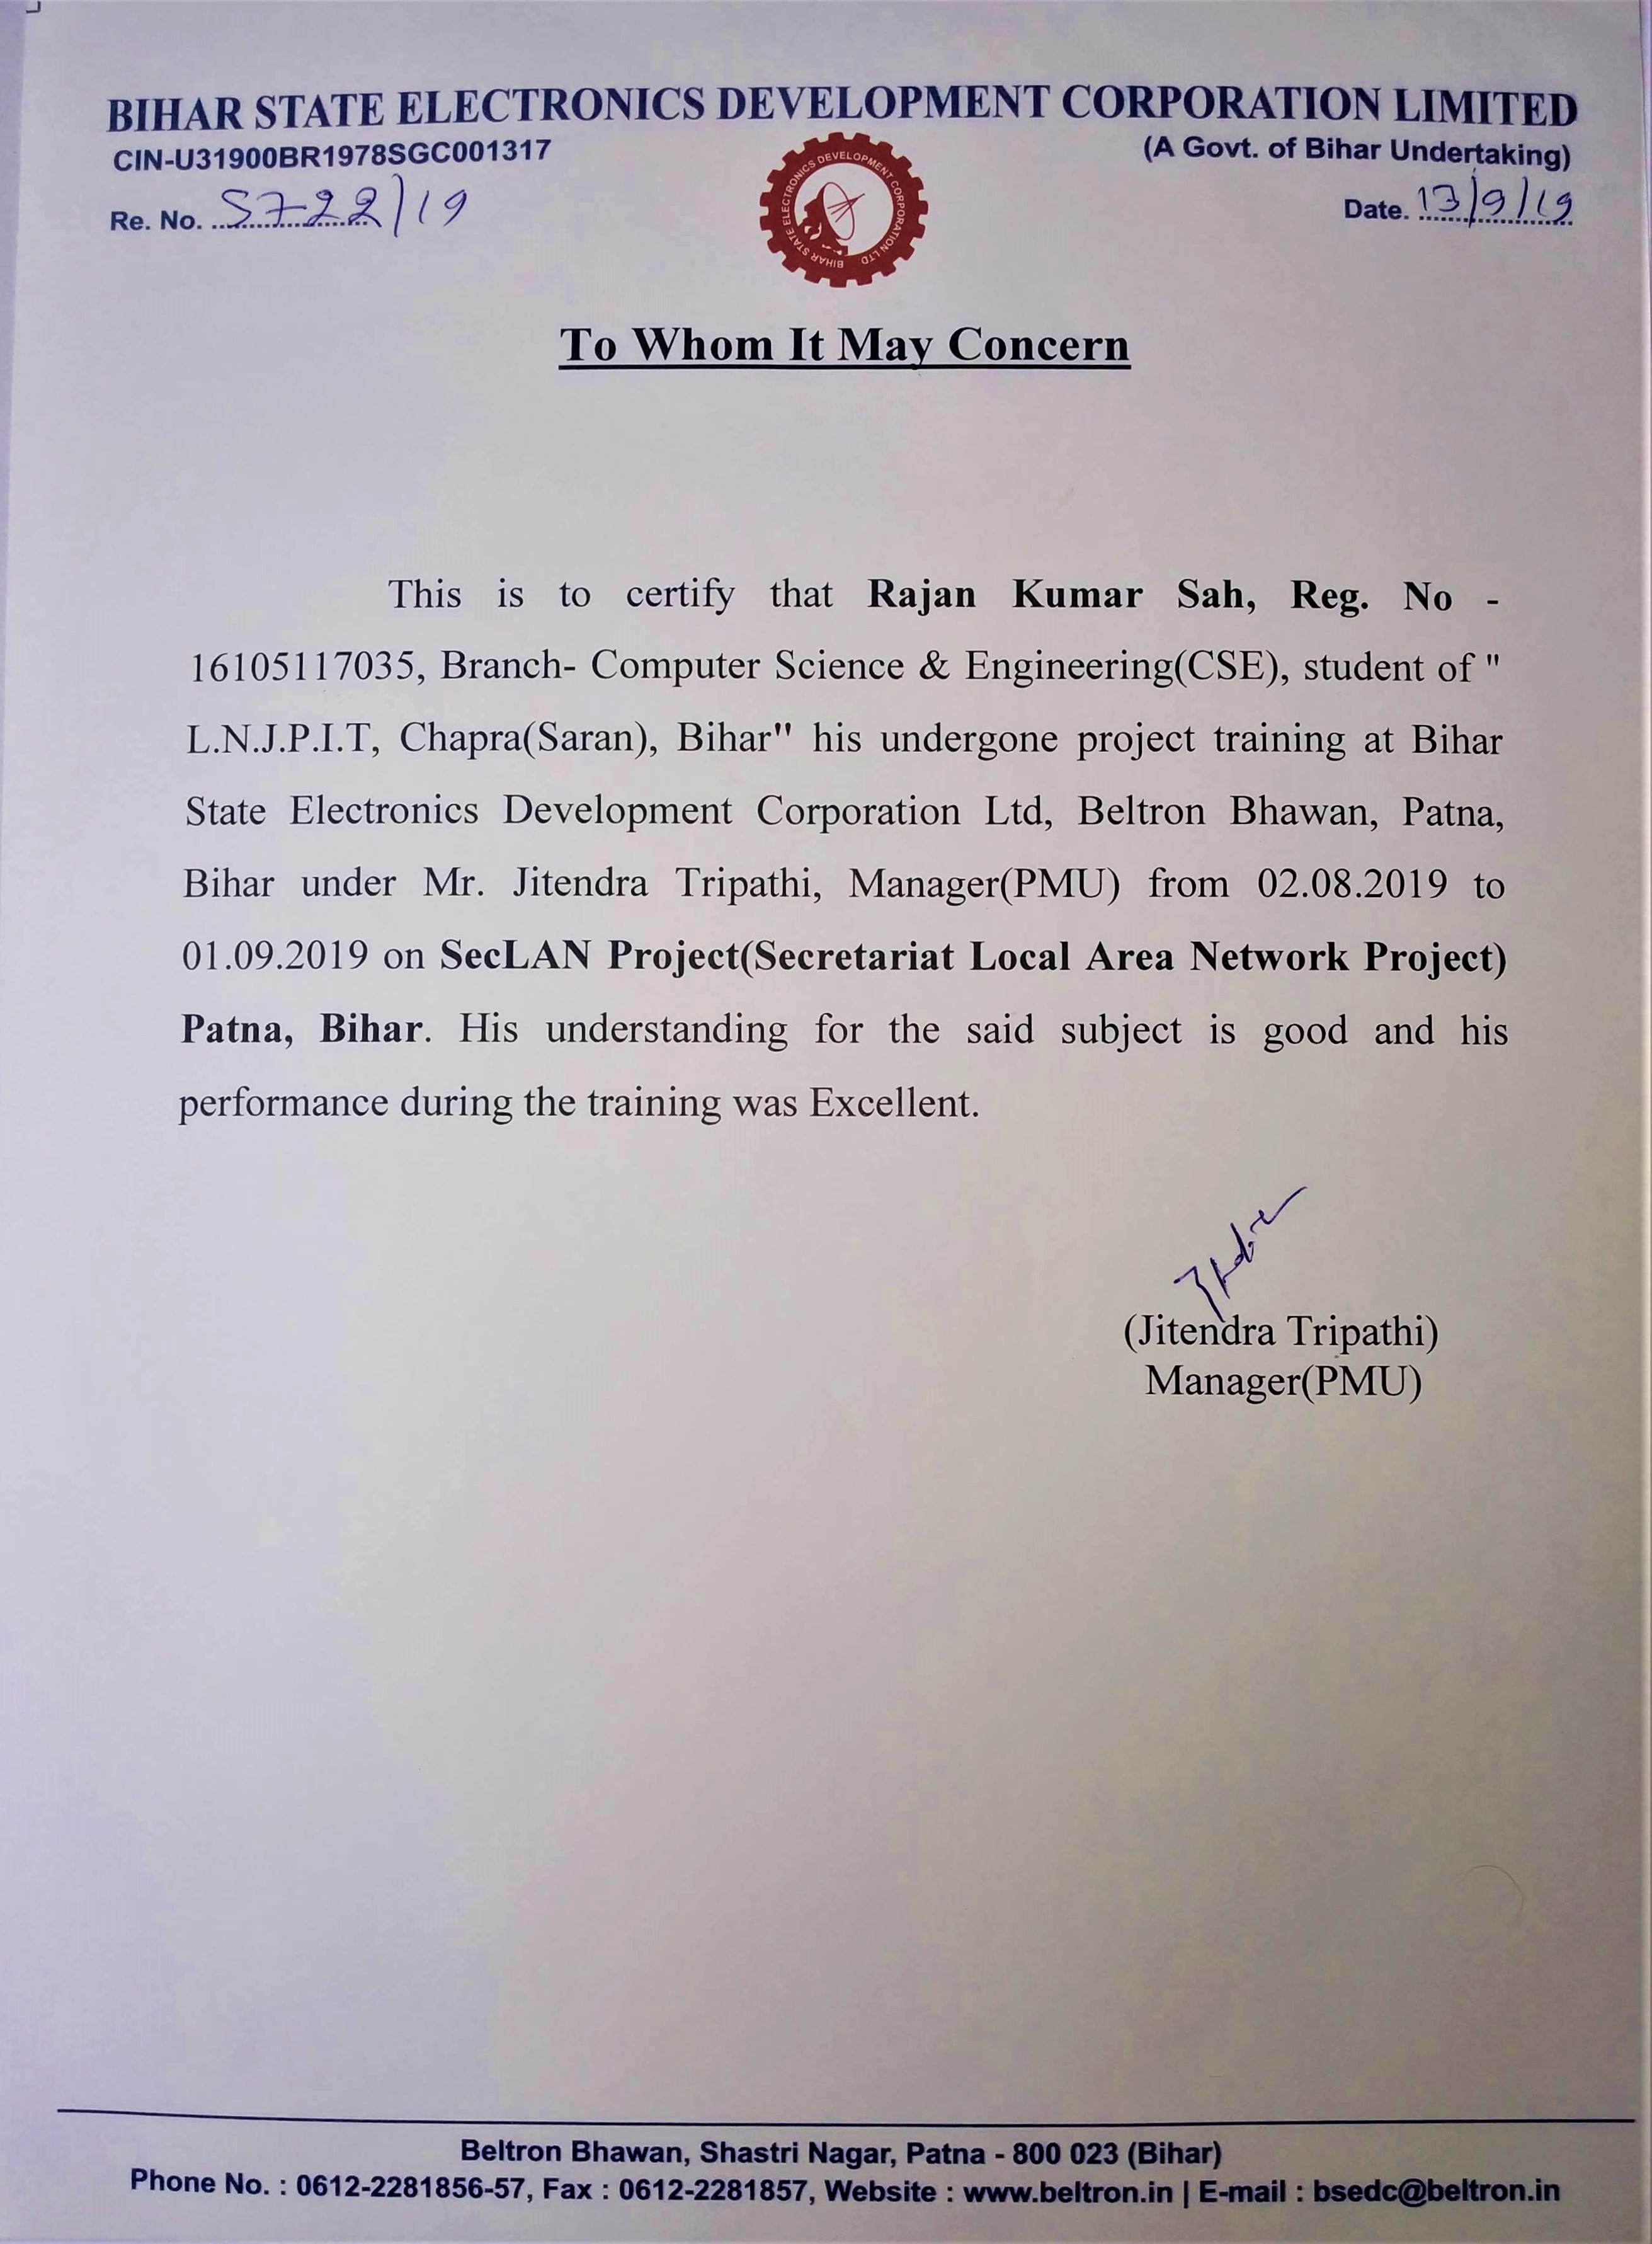 BIHAR STATE ELECTRONICS DEVELOPMENT CORPORATION LIMITED
CIN-U31900BR1978SGC001317
(A Govt. of Bihar Undertaking)
Re. No. 5722/19
Date. 13/9/19
BIHAR STATE ELECTRONICS DEVELOPMENT CORPORATION LTD
To Whom It May Concern
This is to certify that Rajan Kumar Sah, Reg. No -
16105117035, Branch- Computer Science & Engineering(CSE), student of "
L.N.J.P.I.T, Chapra(Saran), Bihar" his undergone project training at Bihar
State Electronics Development Corporation Ltd, Beltron Bhawan, Patna,
Bihar under Mr. Jitendra Tripathi, Manager(PMU) from 02.08.2019 to
01.09.2019 on SecLAN Project(Secretariat Local Area Network Project)
Patna, Bihar. His understanding for the said subject is good and his
performance during the training was Excellent.
(Jitendra Tripathi)
Manager(PMU)
Beltron Bhawan, Shastri Nagar, Patna - 800 023 (Bihar)
Phone No. : 0612-2281856-57, Fax : 0612-2281857, Website : www.beltron.in | E-mail : bsedc@beltron.in